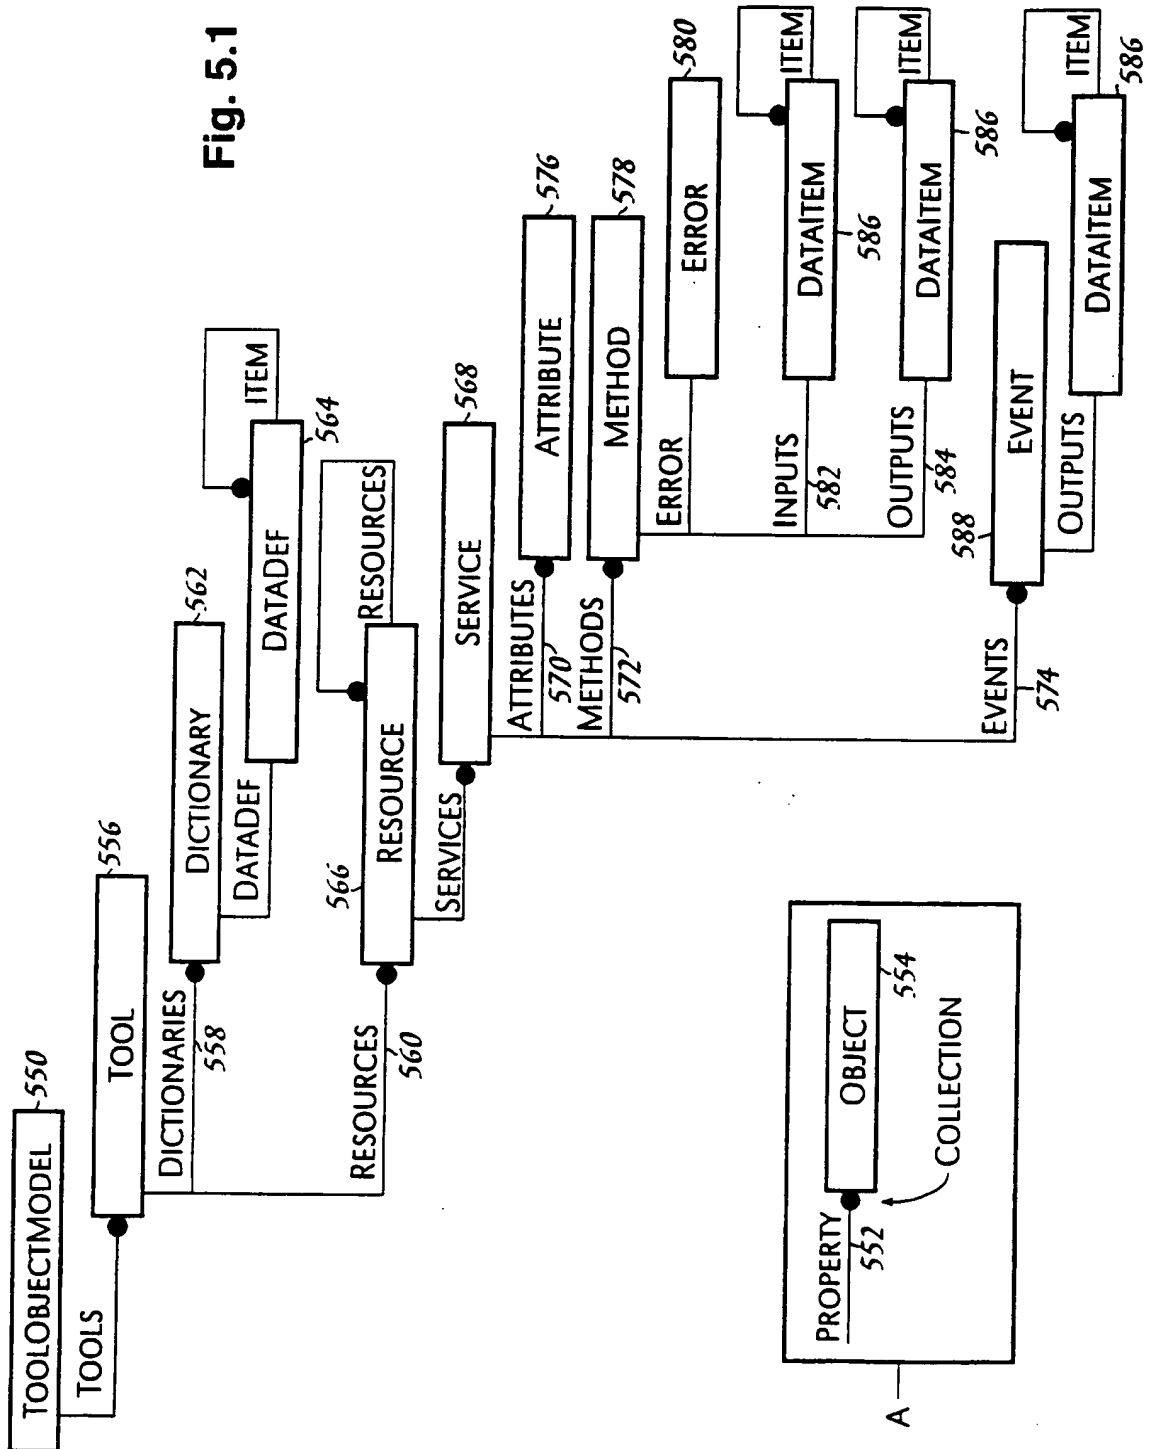 Fig. 5.1
TOOLOBJECTMODEL 550
TOOLS
TOOL 556
DICTIONARIES
558
DICTIONARY 562
DATADEF
DATADEF 564
ITEM
RESOURCES
560
RESOURCE
566
RESOURCES
SERVICES
SERVICE 568
ATTRIBUTES
570
ATTRIBUTE 576
METHODS
572
METHOD 578
ERROR
ERROR 580
INPUTS
582
DATAITEM
586
ITEM
OUTPUTS
584
DATAITEM
586
ITEM
EVENTS
574
EVENT
588
OUTPUTS
DATAITEM
586
ITEM
PROPERTY
552
OBJECT
554
COLLECTION
A